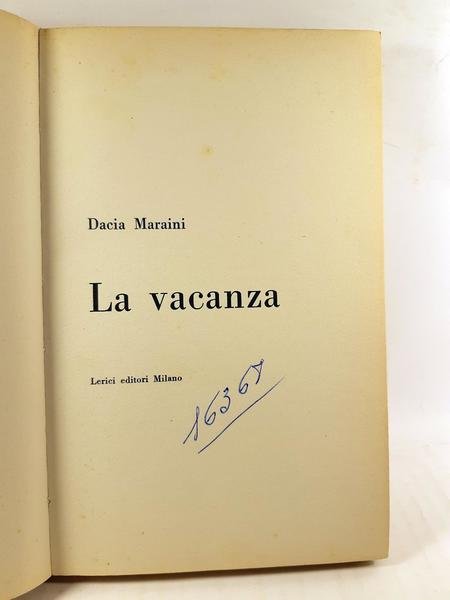 Dacia Maraini
La vacanza
Lerici editori Milano
16367